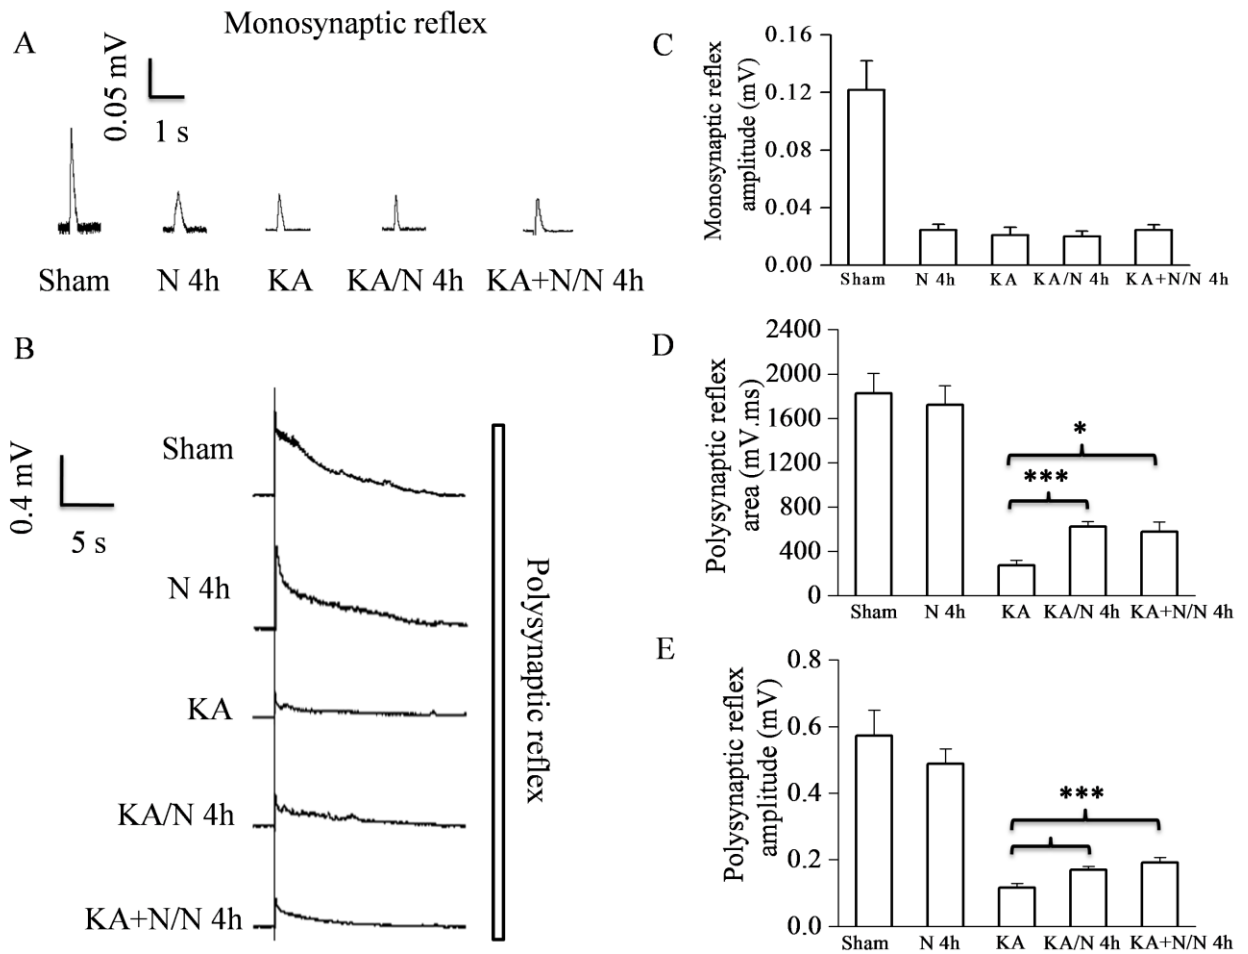 A
Monosynaptic reflex
0.05 mV
1 s
Sham
N 4h
KA
KA/N 4h
KA+N/N 4h
B
0.4 mV
5 s
Sham
N 4h
KA
KA/N 4h
KA+N/N 4h
Polysynaptic reflex
C
Monosynaptic reflex
amplitude (mV)
0.16
0.12
0.08
0.04
0.00
Sham
N 4h
KA
KA/N 4h
KA+N/N 4h
D
Polysynaptic reflex
area (mV.ms)
2400
2000
1600
1200
800
400
0
*
***
Sham
N 4h
KA
KA/N 4h
KA+N/N 4h
E
Polysynaptic reflex
amplitude (mV)
0.8
0.6
0.4
0.2
0.0
***
Sham
N 4h
KA
KA/N 4h
KA+N/N 4h